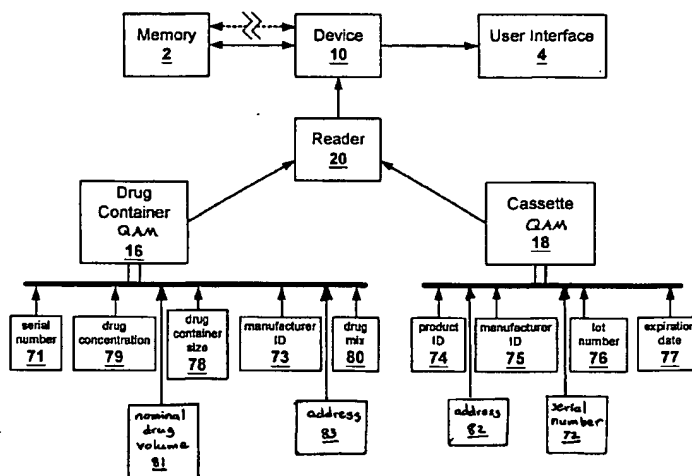 Memory
2
Device
10
User Interface
4
Reader
20
Drug
Container
QAM
16
Cassette
QAM
18
serial
number
71
drug
concentration
79
drug
container
size
78
manufacturer
ID
73
drug
mix
80
product
ID
74
manufacturer
ID
75
lot
number
76
expiration
date
77
nominal
drug
volume
81
address
83
address
82
serial
number
72